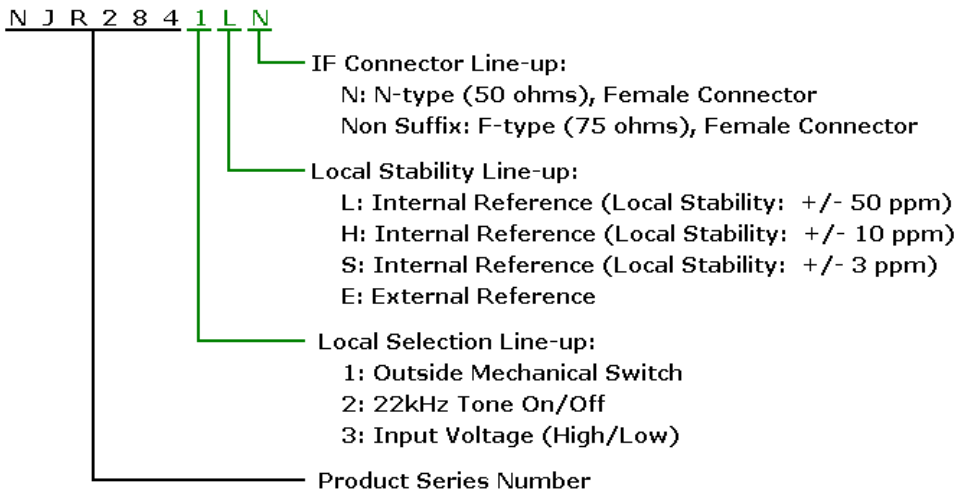 N J R 2 8 4 1 L N
IF Connector Line-up:
N: N-type (50 ohms), Female Connector
Non Suffix: F-type (75 ohms), Female Connector
Local Stability Line-up:
L: Internal Reference (Local Stability: +/- 50 ppm)
H: Internal Reference (Local Stability: +/- 10 ppm)
S: Internal Reference (Local Stability: +/- 3 ppm)
E: External Reference
Local Selection Line-up:
1: Outside Mechanical Switch
2: 22kHz Tone On/Off
3: Input Voltage (High/Low)
Product Series Number